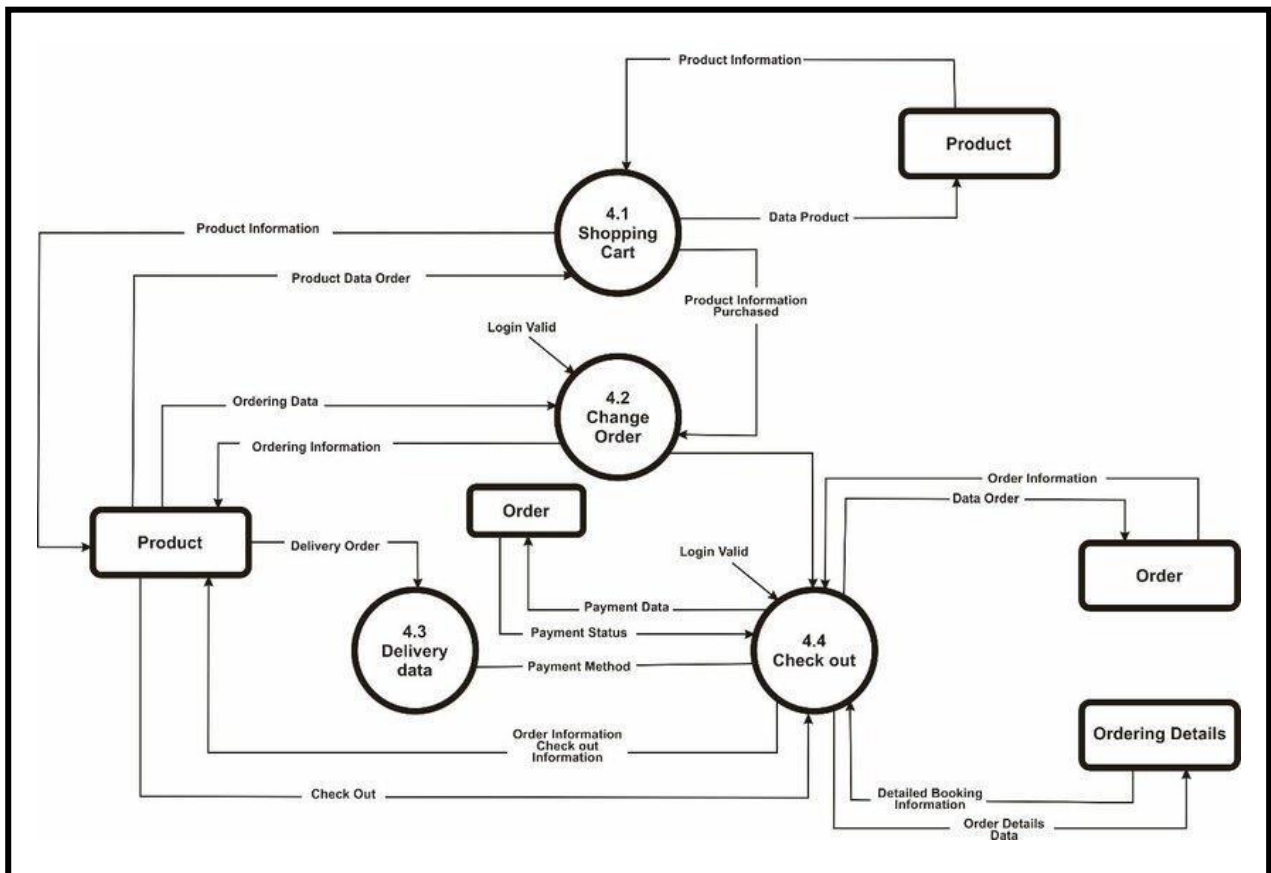 Product Information
Product
4.1
Shopping
Cart
Data Product
Product Information
Product Data Order
Product Information
Purchased
Login Valid
4.2
Change
Order
Ordering Data
Ordering Information
Order Information
Data Order
Order
Product
Delivery Order
Login Valid
Order
Payment Data
4.3
Delivery
data
Payment Status
4.4
Check out
Payment Method
Order Information
Check out
Information
Ordering Details
Check Out
Detailed Booking
Information
Order Details
Data